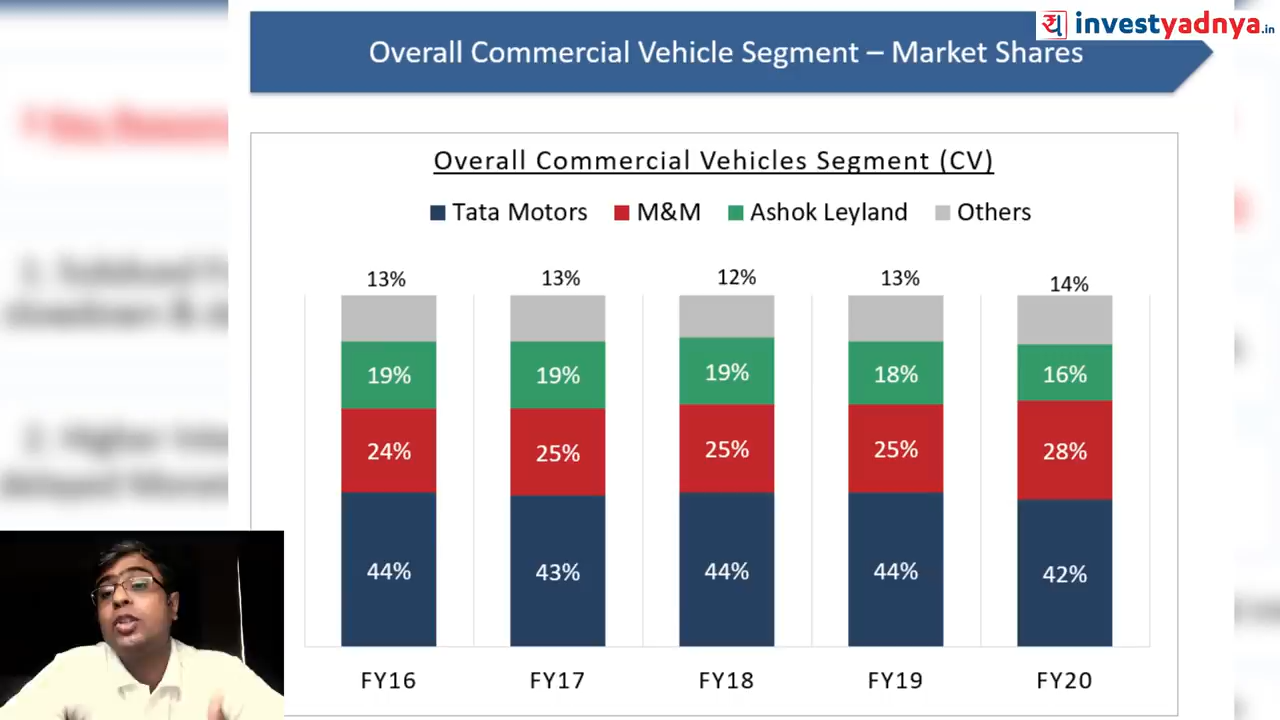 य investyadnya.in
Overall Commercial Vehicle Segment – Market Shares
Overall Commercial Vehicles Segment (CV)
Tata Motors M&M Ashok Leyland Others
13% 13% 12% 13% 14%
19% 19% 19% 18% 16%
24% 25% 25% 25% 28%
44% 43% 44% 44% 42%
FY16 FY17 FY18 FY19 FY20